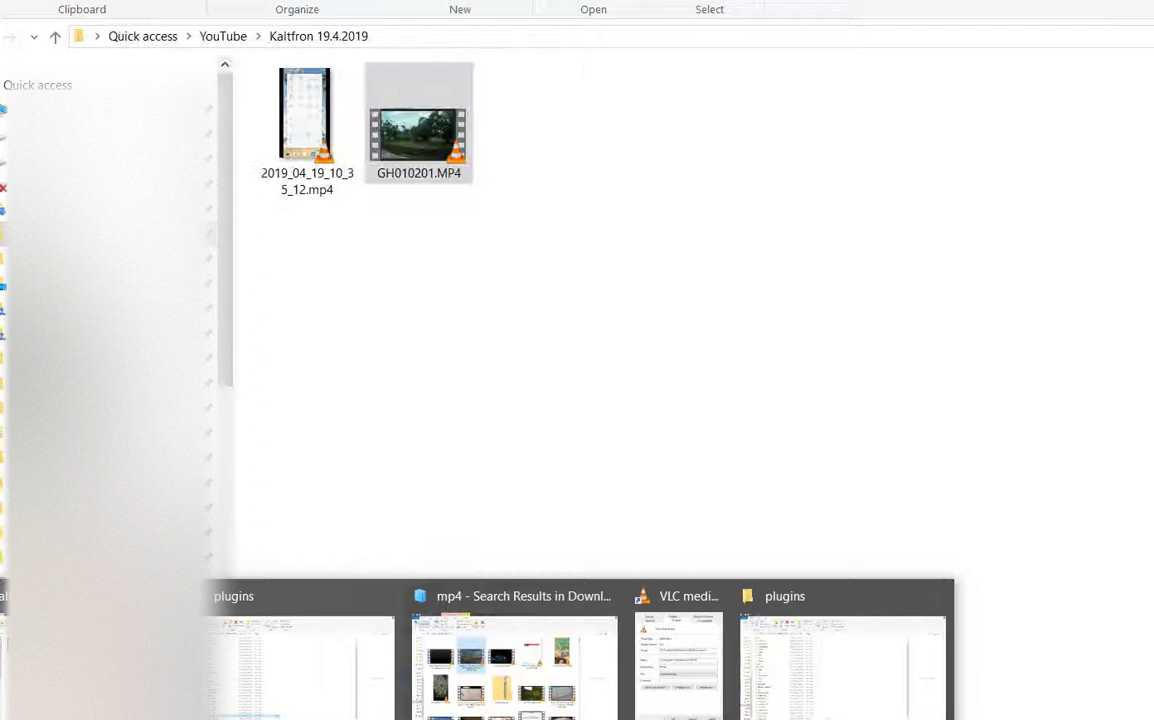 Clipboard
Organize
New
Open
Select
Quick access
YouTube
Kaltfron 19.4.2019
Quick access
2019_04_19_10_3
5_12.mp4
GH010201.MP4
plugins
mp4 - Search Results in Downl...
VLC medi...
plugins